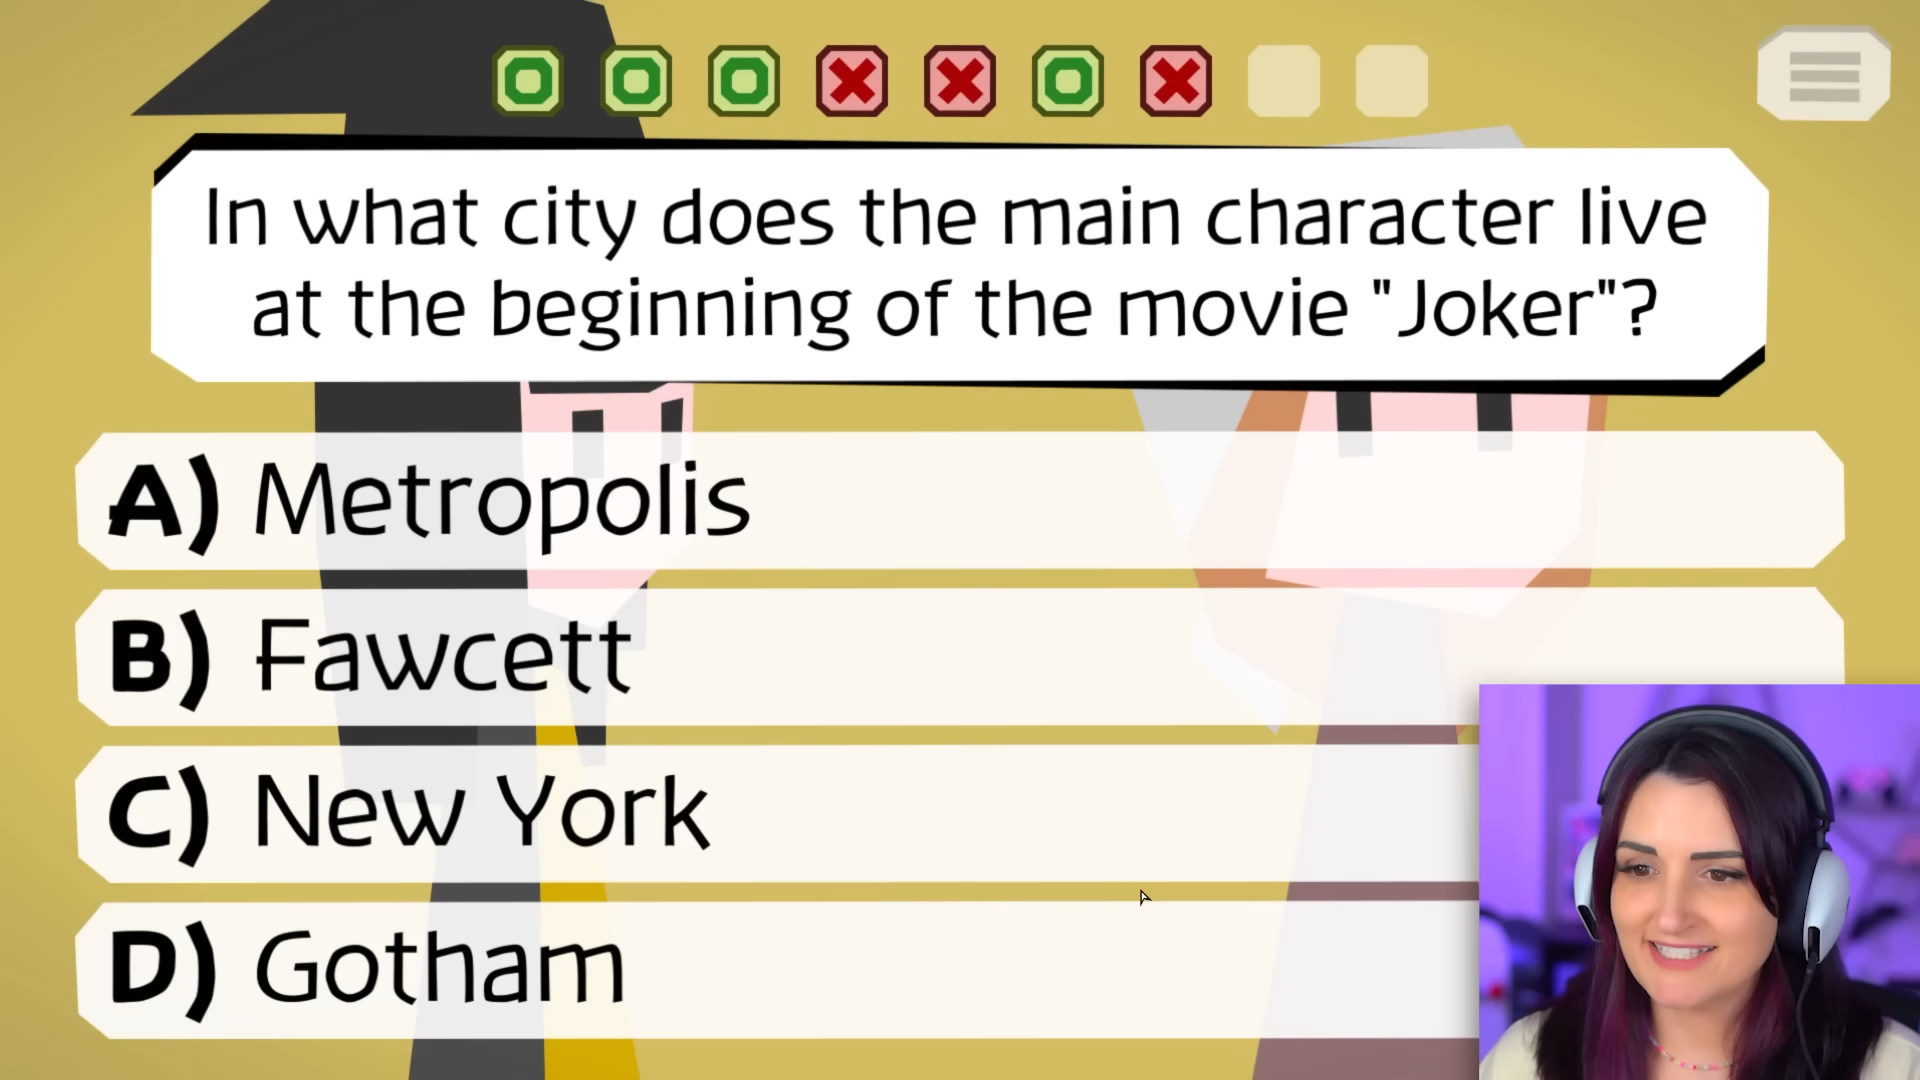 In what city does the main character live
at the beginning of the movie "Joker"?
A) Metropolis
B) Fawcett
C) New York
D) Gotham